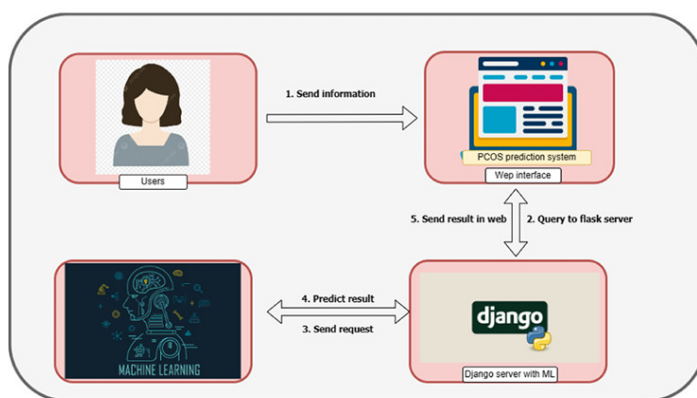 1. Send information
Users
PCOS prediction system
Wep interface
5. Send result in web
2. Query to flask server
4. Predict result
3. Send request
MACHINE LEARNING
django
Django server with ML